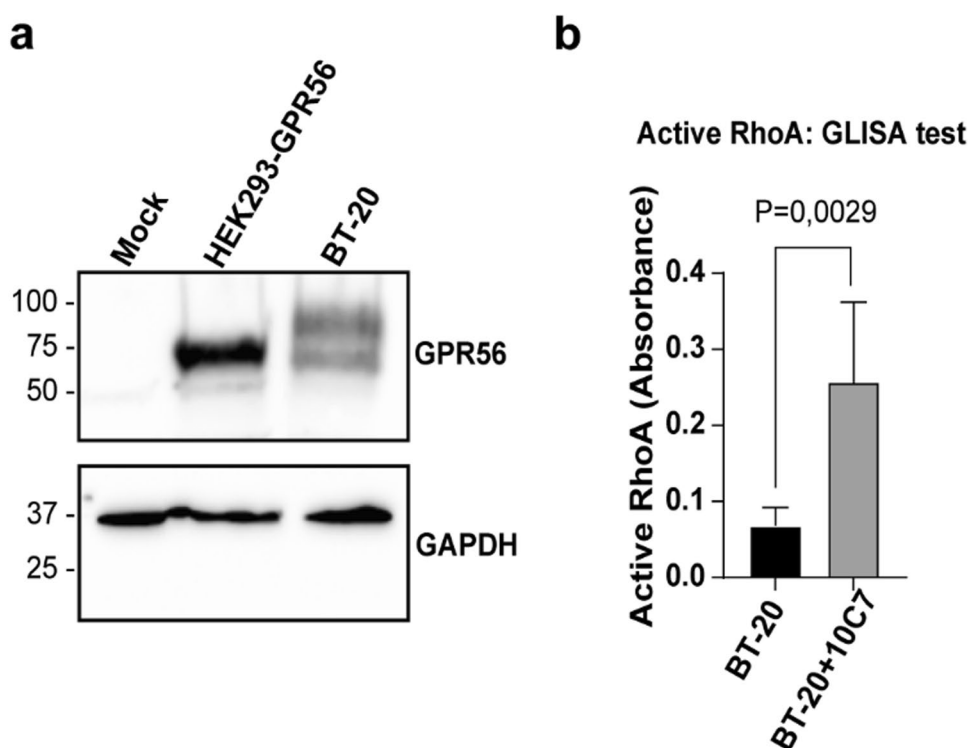 a
Mock
HEK293-GPR56
BT-20
100 -
75 -
50 -
GPR56
37 -
25 -
GAPDH
b
Active RhoA: GLISA test
P=0,0029
Active RhoA (Absorbance)
0.4
0.3
0.2
0.1
0.0
BT-20
BT-20+10C7